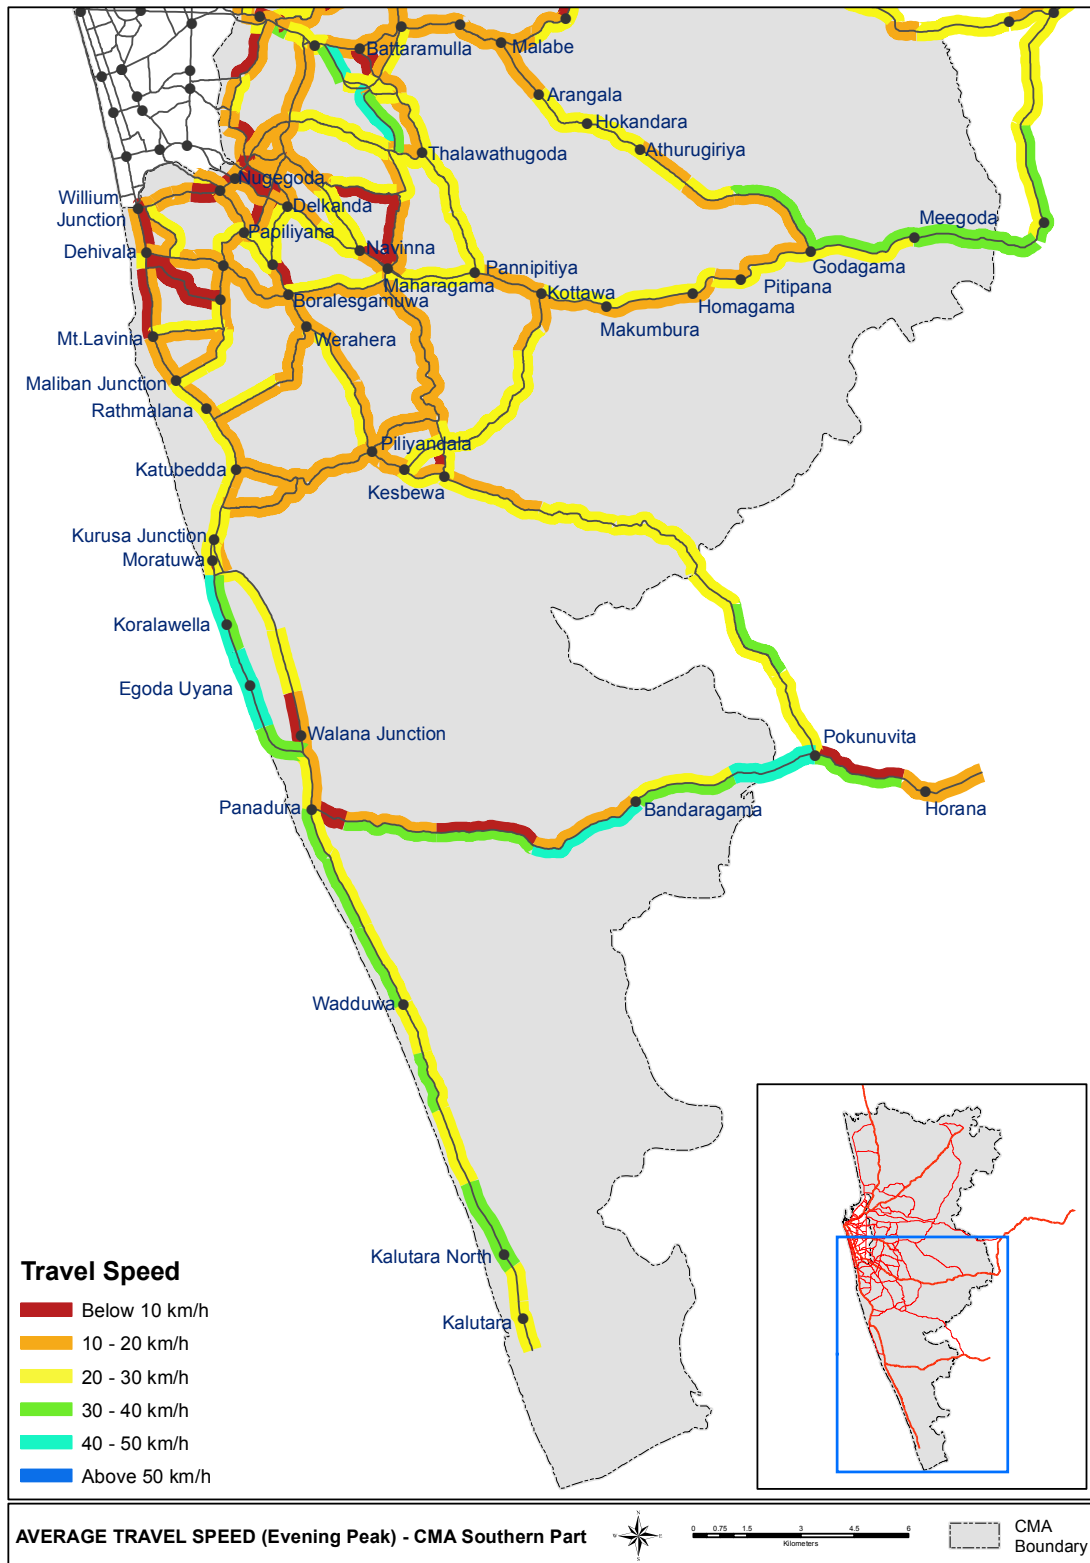 Battaramulla
Malabe
Arangala
Hokandara
Athurugiriya
Thalawathugoda
Nugegoda
Willium
Junction
Delkanda
Meegoda
Papiliyana
Dehivala
Navinna
Godagama
Pannipitiya
Maharagama
Pitipana
Kottawa
Boralesgamuwa
Homagama
Makumbura
Mt.Lavinia
Werahera
Maliban Junction
Rathmalana
Piliyandala
Katubedda
Kesbewa
Kurusa Junction
Moratuwa
Koralawella
Egoda Uyana
Walana Junction
Pokunuvita
Panadura
Bandaragama
Horana
Wadduwa
Kalutara North
Kalutara
Travel Speed
Below 10 km/h
10 - 20 km/h
20 - 30 km/h
30 - 40 km/h
40 - 50 km/h
Above 50 km/h
AVERAGE TRAVEL SPEED (Evening Peak) - CMA Southern Part
N
W E
S
0 0.75 1.5 3 4.5 6
Kilometers
CMA
Boundary